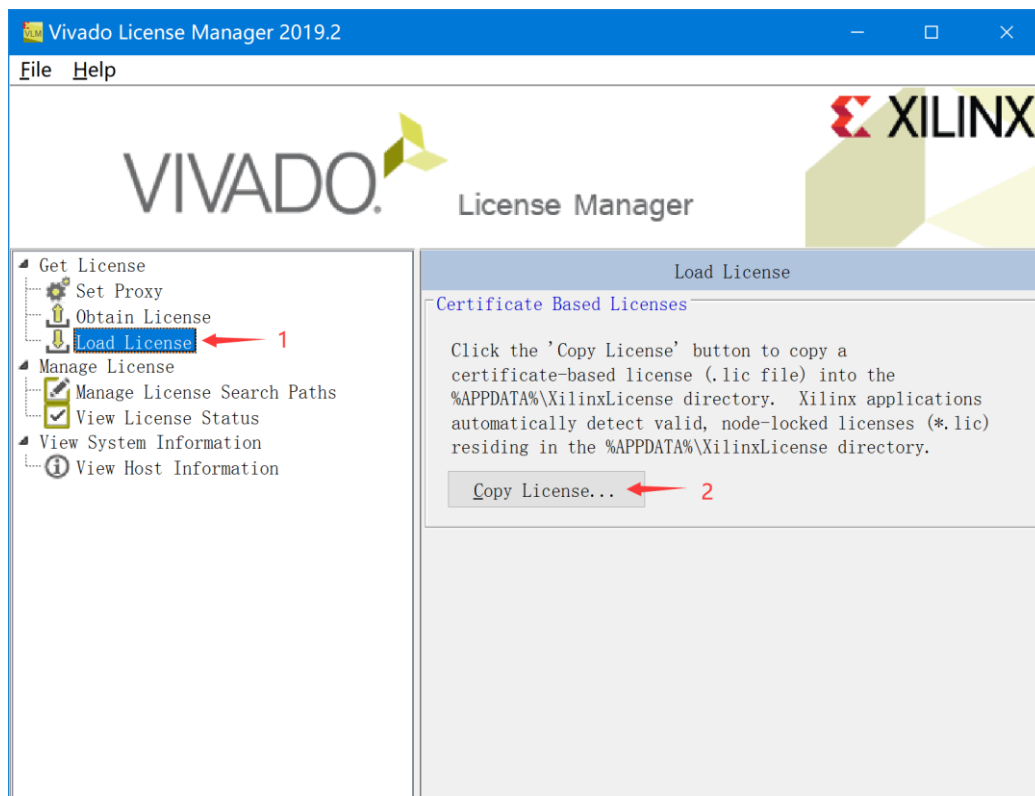 Vivado License Manager 2019.2
File Help
XILINX
VIVADO.
License Manager
Get License
Set Proxy
Obtain License
Load License
1
Manage License
Manage License Search Paths
View License Status
View System Information
View Host Information
Load License
Certificate Based Licenses
Click the 'Copy License' button to copy a
certificate-based license (.lic file) into the
%APPDATA%\XilinxLicense directory. Xilinx applications
automatically detect valid, node-locked licenses (*.lic)
residing in the %APPDATA%\XilinxLicense directory.
Copy License...
2